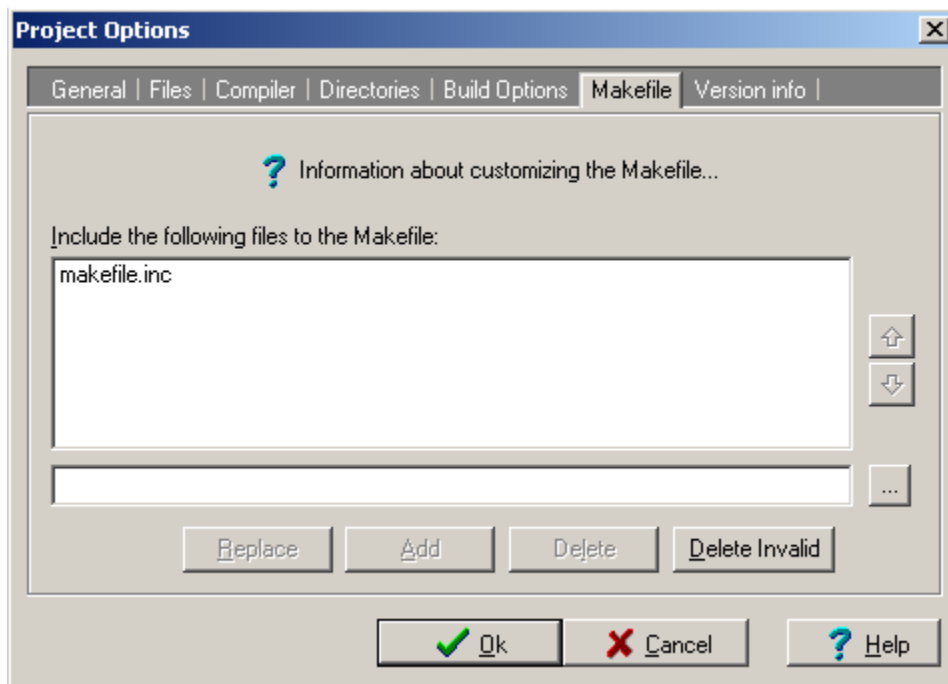 Project Options
General | Files | Compiler | Directories | Build Options Makefile Version info |
Information about customizing the Makefile...
Include the following files to the Makefile:
makefile.inc
...
Replace Add Delete Delete Invalid
Ok Cancel Help